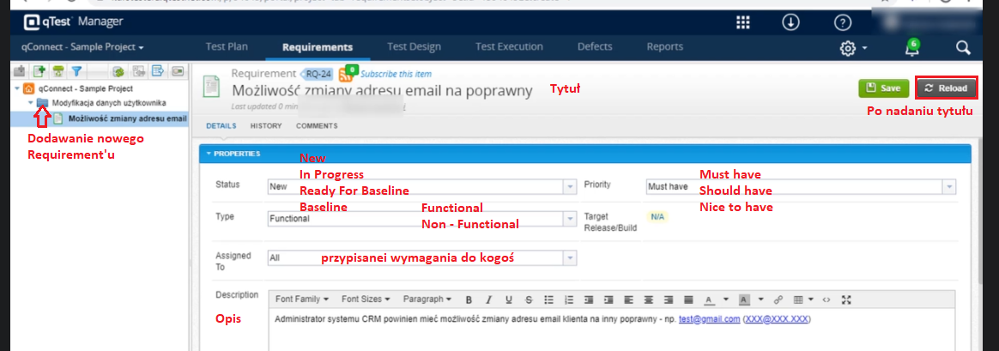 qTest Manager
qConnect - Sample Project
Test Plan
Requirements
Test Design
Test Execution
Defects
Reports
6
qConnect - Sample Project
Modyfikacja danych użytkownika
Możliwość zmiany adresu email
Dodawanie nowego
Requirement'u
Requirement
RQ-24
0
Subscribe this item
Możliwość zmiany adresu email na poprawny
Tytuł
Last updated 0
Save
Reload
Po nadaniu tytułu
DETAILS
HISTORY
COMMENTS
PROPERTIES
New
In Progress
Ready For Baseline
Baseline
Status
New
Priority
Must have
Must have
Should have
Nice to have
Type
Functional
Functional
Non - Functional
Target
Release/Build
N/A
Assigned
To
All
przypisanei wymagania do kogoś
Description
Font Family
Font Sizes
Paragraph
B I U S
A
A
Opis
Administrator systemu CRM powinien mieć możliwość zmiany adresu email klienta na inny poprawny - np. test@gmail.com (XXX@XXX.XXX)